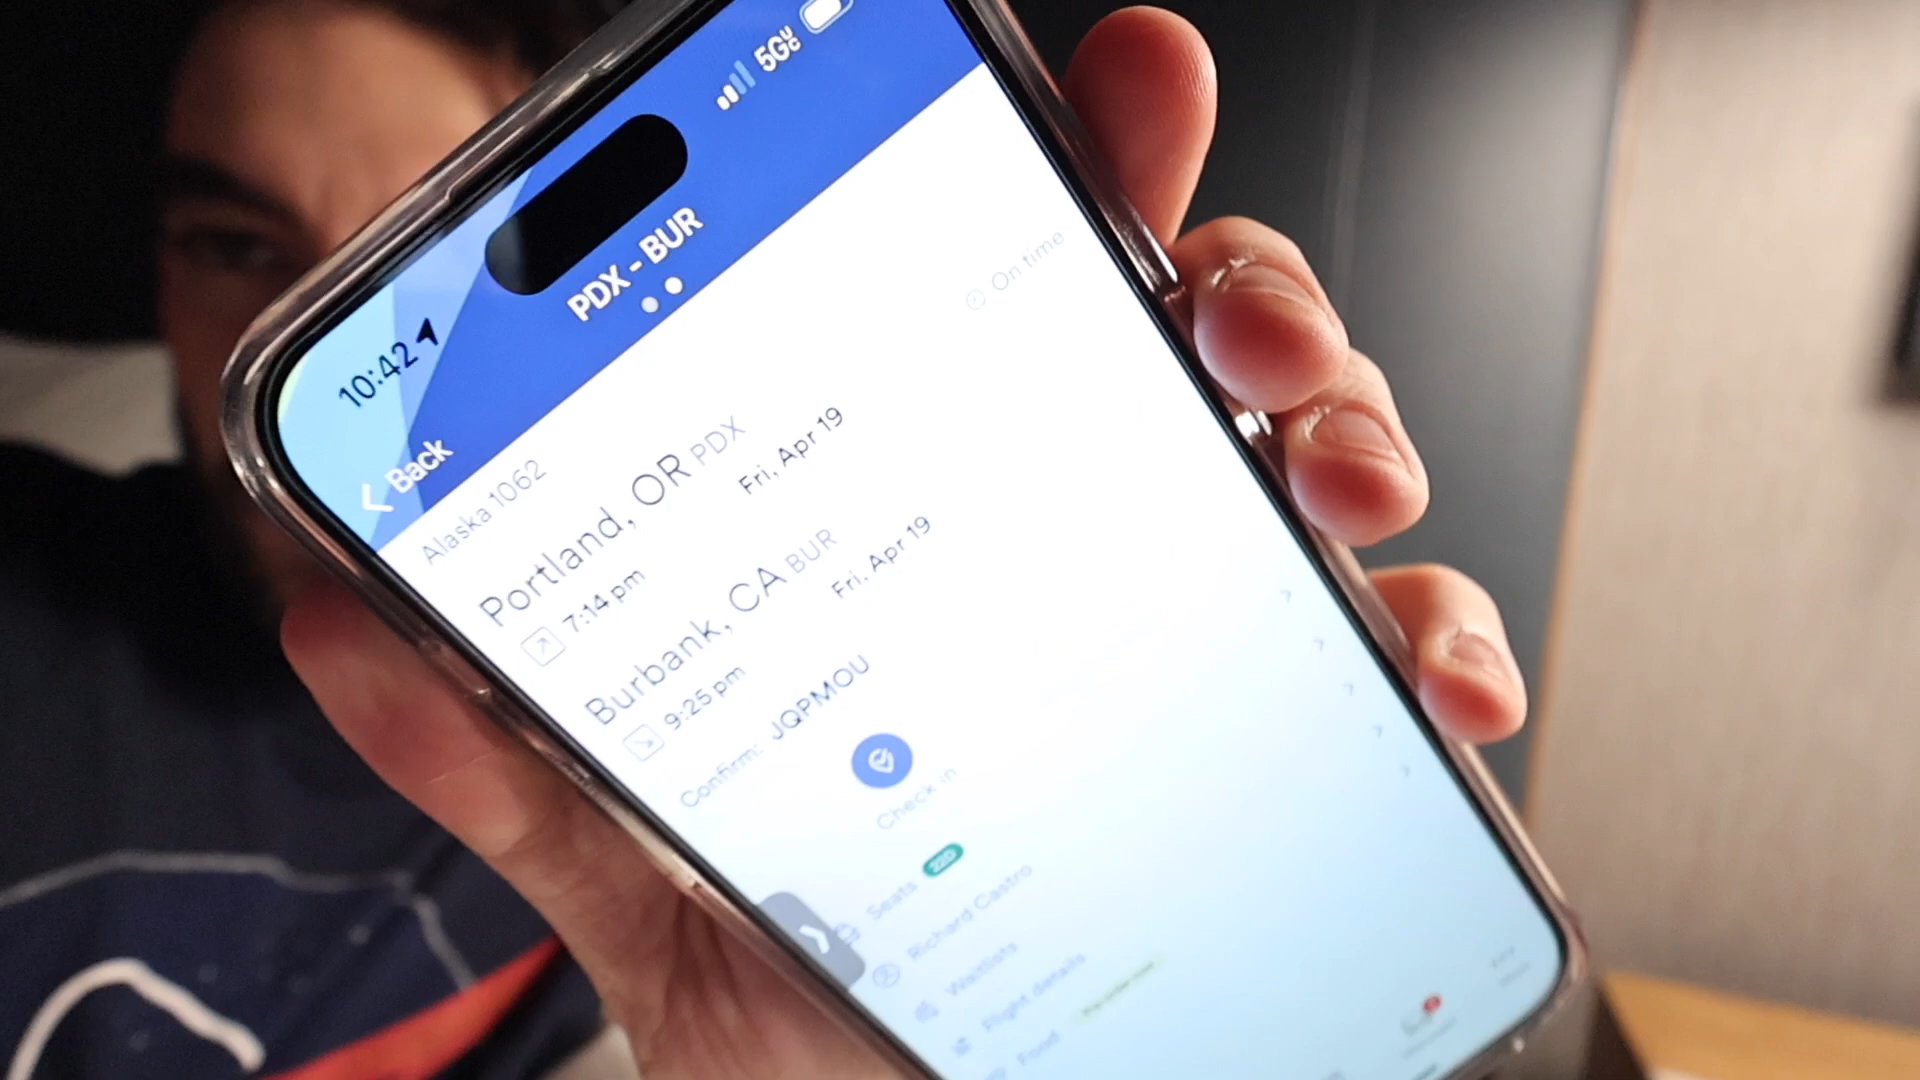 10:42
5G UC
PDX - BUR
Back
Alaska 1062
On time
Portland, OR PDX
7:14 pm Fri, Apr 19
Burbank, CA BUR
9:25 pm Fri, Apr 19
Confirm: JQPMOU
Check in
Seats
Richard Castro
Waitlists
Flight details
Food